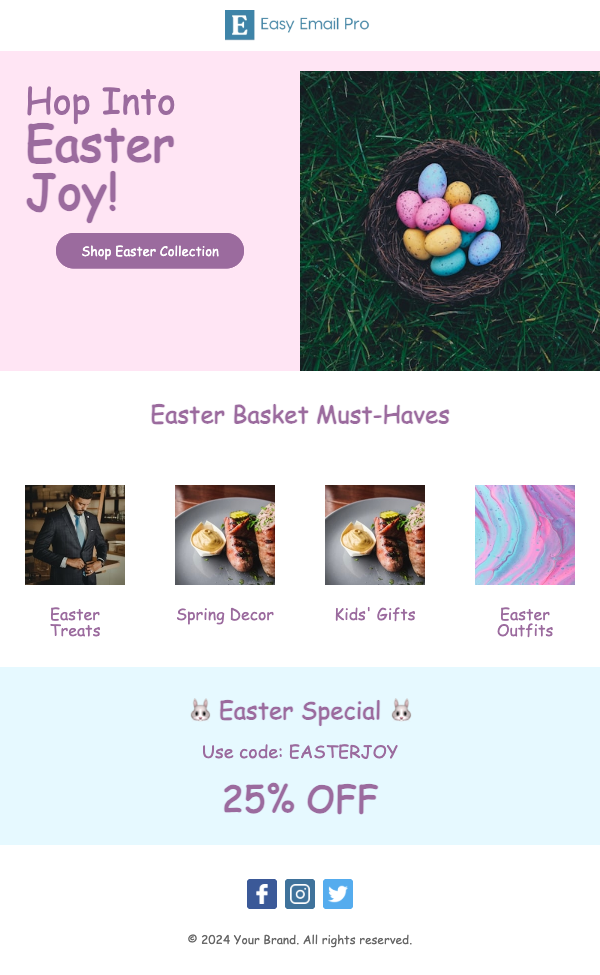 E Easy Email Pro
Hop Into
Easter
Joy!
Shop Easter Collection
Easter Basket Must-Haves
Easter
Treats
Spring Decor
Kids' Gifts
Easter
Outfits
🐰 Easter Special 🐰
Use code: EASTERJOY
25% OFF
© 2024 Your Brand. All rights reserved.